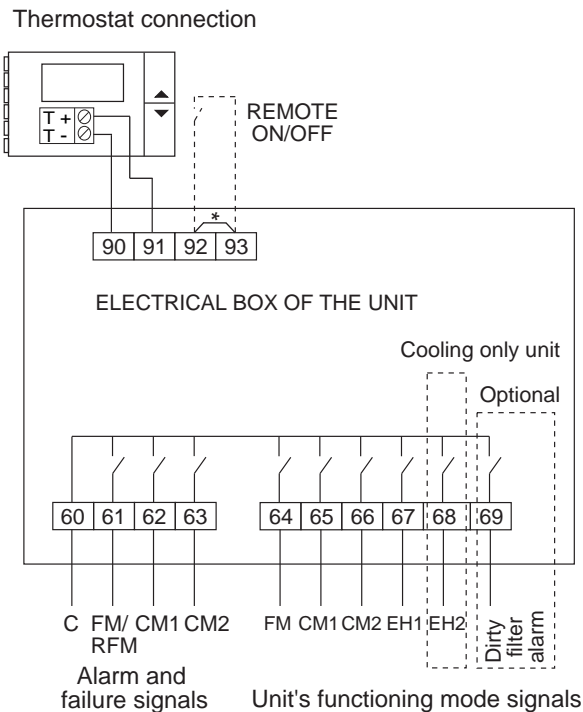 Thermostat connection
T +
T -
REMOTE
ON/OFF
*
90 91 92 93
ELECTRICAL BOX OF THE UNIT
Cooling only unit
Optional
60 61 62 63 64 65 66 67 68 69
C FM/ CM1 CM2 FM CM1 CM2 EH1 EH2
RFM
Dirty
filter
alarm
Alarm and
failure signals
Unit's functioning mode signals